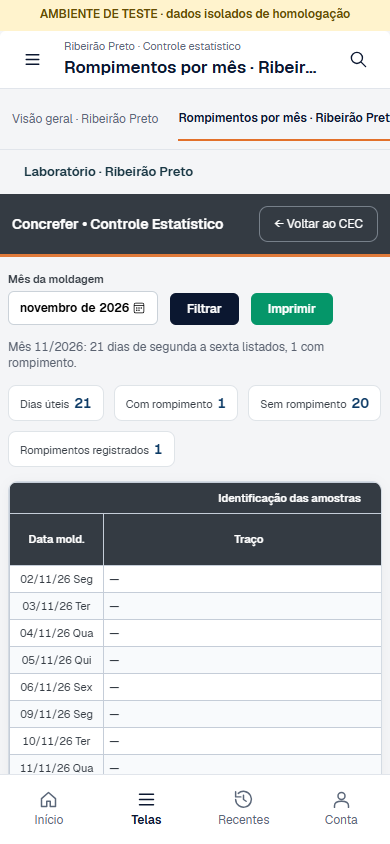 AMBIENTE DE TESTE · dados isolados de homologação
Ribeirão Preto · Controle estatístico
Rompimentos por mês · Ribeir...
Visão geral · Ribeirão Preto
Rompimentos por mês · Ribeirão Pret
Laboratório · Ribeirão Preto
Concrefer • Controle Estatístico
← Voltar ao CEC
Mês da moldagem
novembro de 2026
Filtrar
Imprimir
Mês 11/2026: 21 dias de segunda a sexta listados, 1 com
rompimento.
Dias úteis 21
Com rompimento 1
Sem rompimento 20
Rompimentos registrados 1
Identificação das amostras
Data mold.
Traço
02/11/26 Seg —
03/11/26 Ter —
04/11/26 Qua —
05/11/26 Qui —
06/11/26 Sex —
09/11/26 Seg —
10/11/26 Ter —
11/11/26 Qua —
Início
Telas
Recentes
Conta